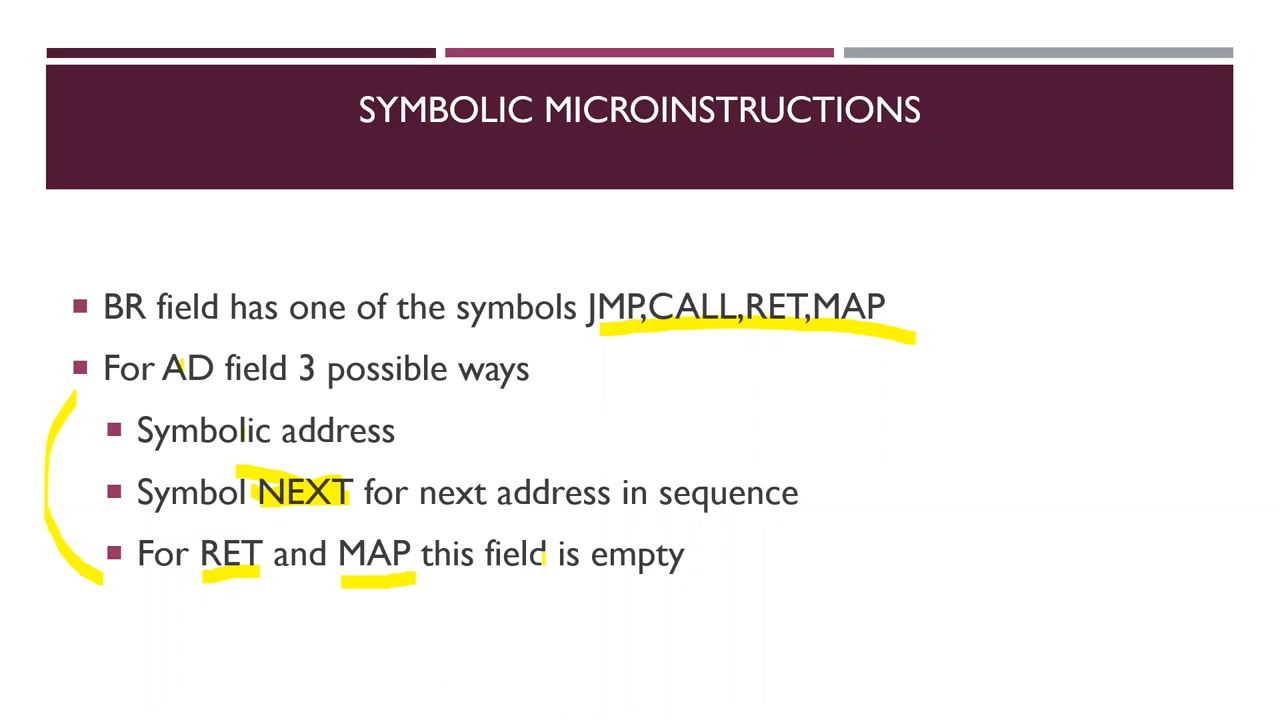 SYMBOLIC MICROINSTRUCTIONS
BR field has one of the symbols JMP,CALL,RET,MAP
For AD field 3 possible ways
Symbolic address
Symbol NEXT for next address in sequence
For RET and MAP this field is empty